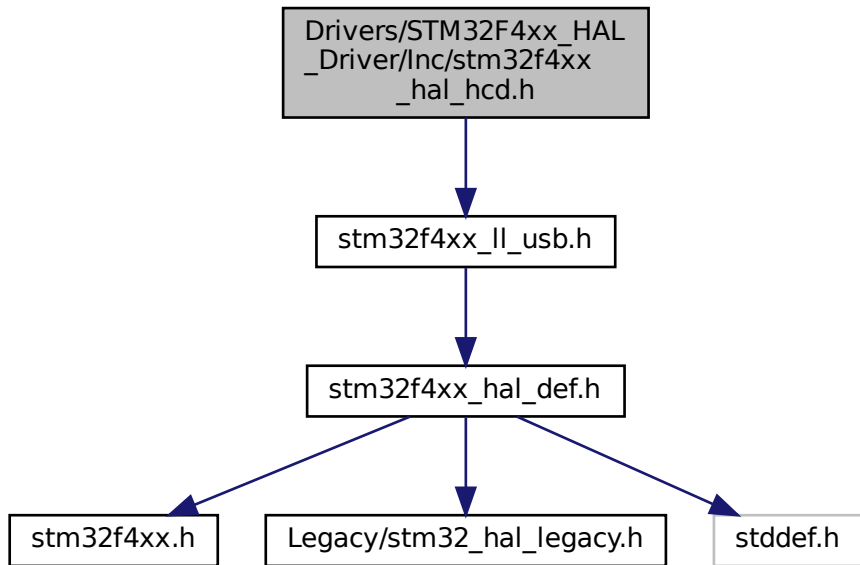 Drivers/STM32F4xx_HAL
_Driver/Inc/stm32f4xx
_hal_hcd.h
stm32f4xx_ll_usb.h
stm32f4xx_hal_def.h
stm32f4xx.h
Legacy/stm32_hal_legacy.h
stddef.h